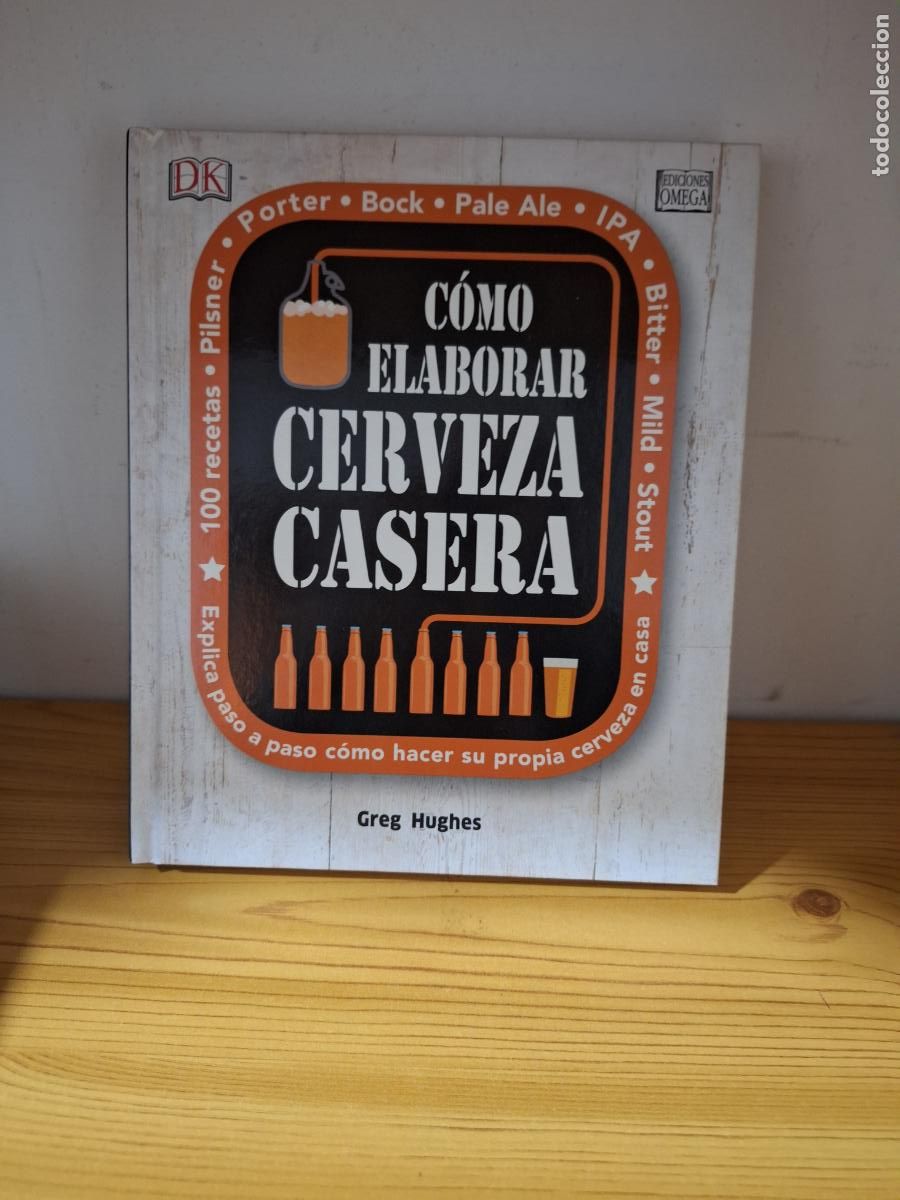 todocoleccion
DK
EDICIONES
OMEGA
100 recetas • Pilsner • Porter • Bock • Pale Ale • IPA • Bitter • Mild • Stout
CÓMO
ELABORAR
CERVEZA
CASERA
★ Explica paso a paso cómo hacer su propia cerveza en casa ★
Greg Hughes